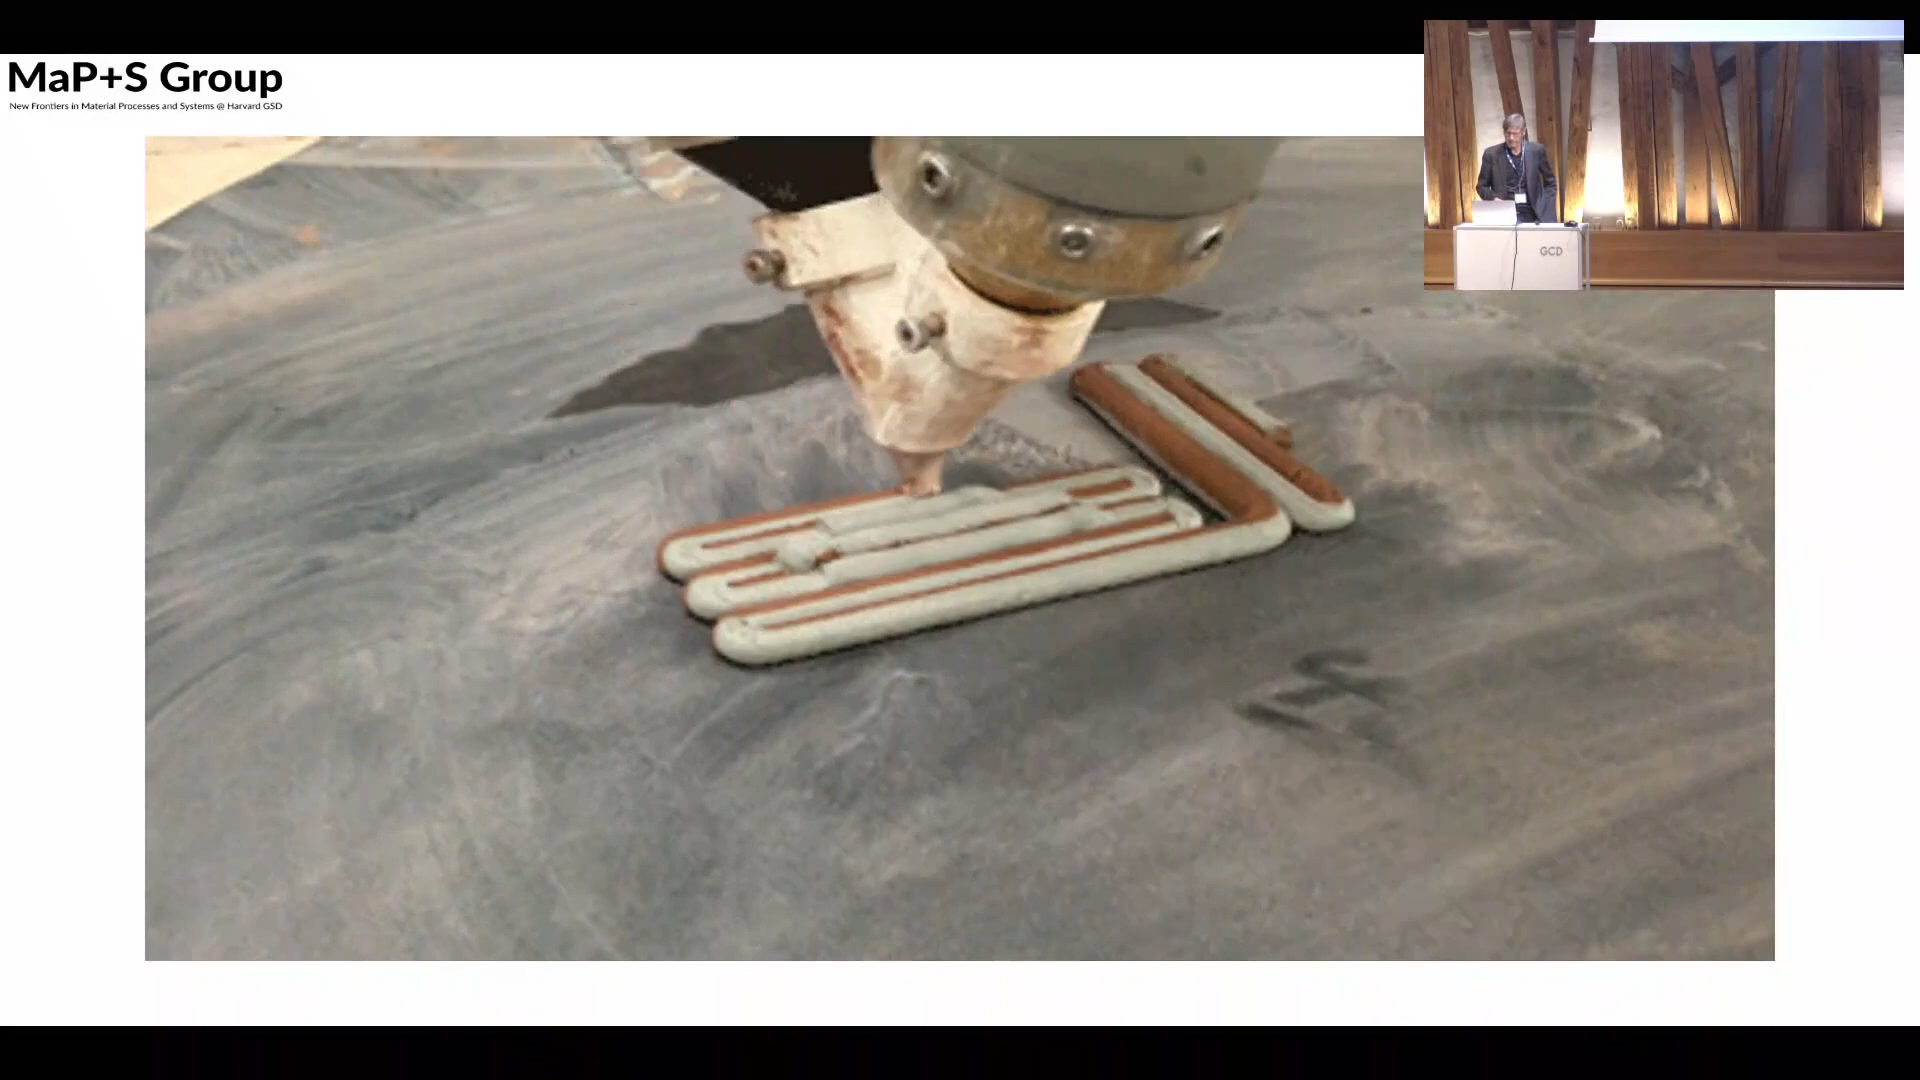 MaP+S Group
New Frontiers in Material Processes and Systems @ Harvard GSD
GCD